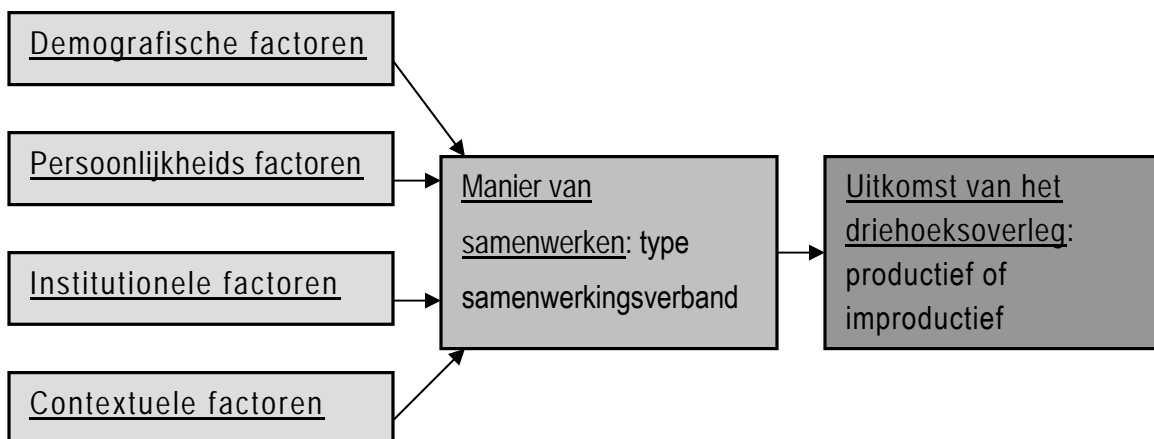 Demografische factoren
Persoonlijkheids factoren
Institutionele factoren
Contextuele factoren
Manier van
samenwerken: type
samenwerkingsverband
Uitkomst van het
driehoeksoverleg:
productief of
improductief